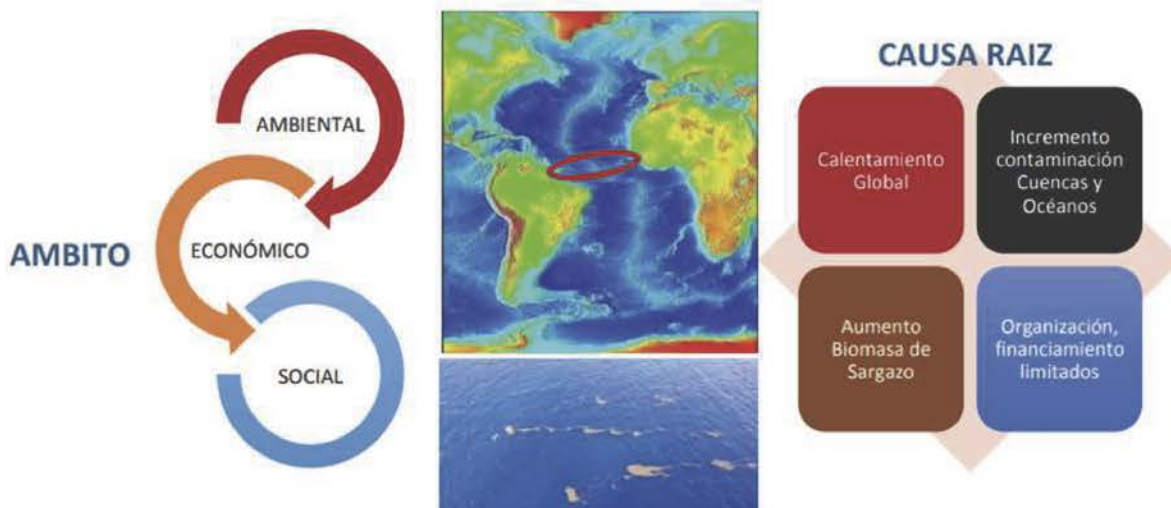 AMBITO
AMBIENTAL
ECONÓMICO
SOCIAL
CAUSA RAIZ
Calentamiento
Global
Incremento
contaminación
Cuencas y
Océanos
Aumento
Biomasa de
Sargazo
Organización,
financiamiento
limitados